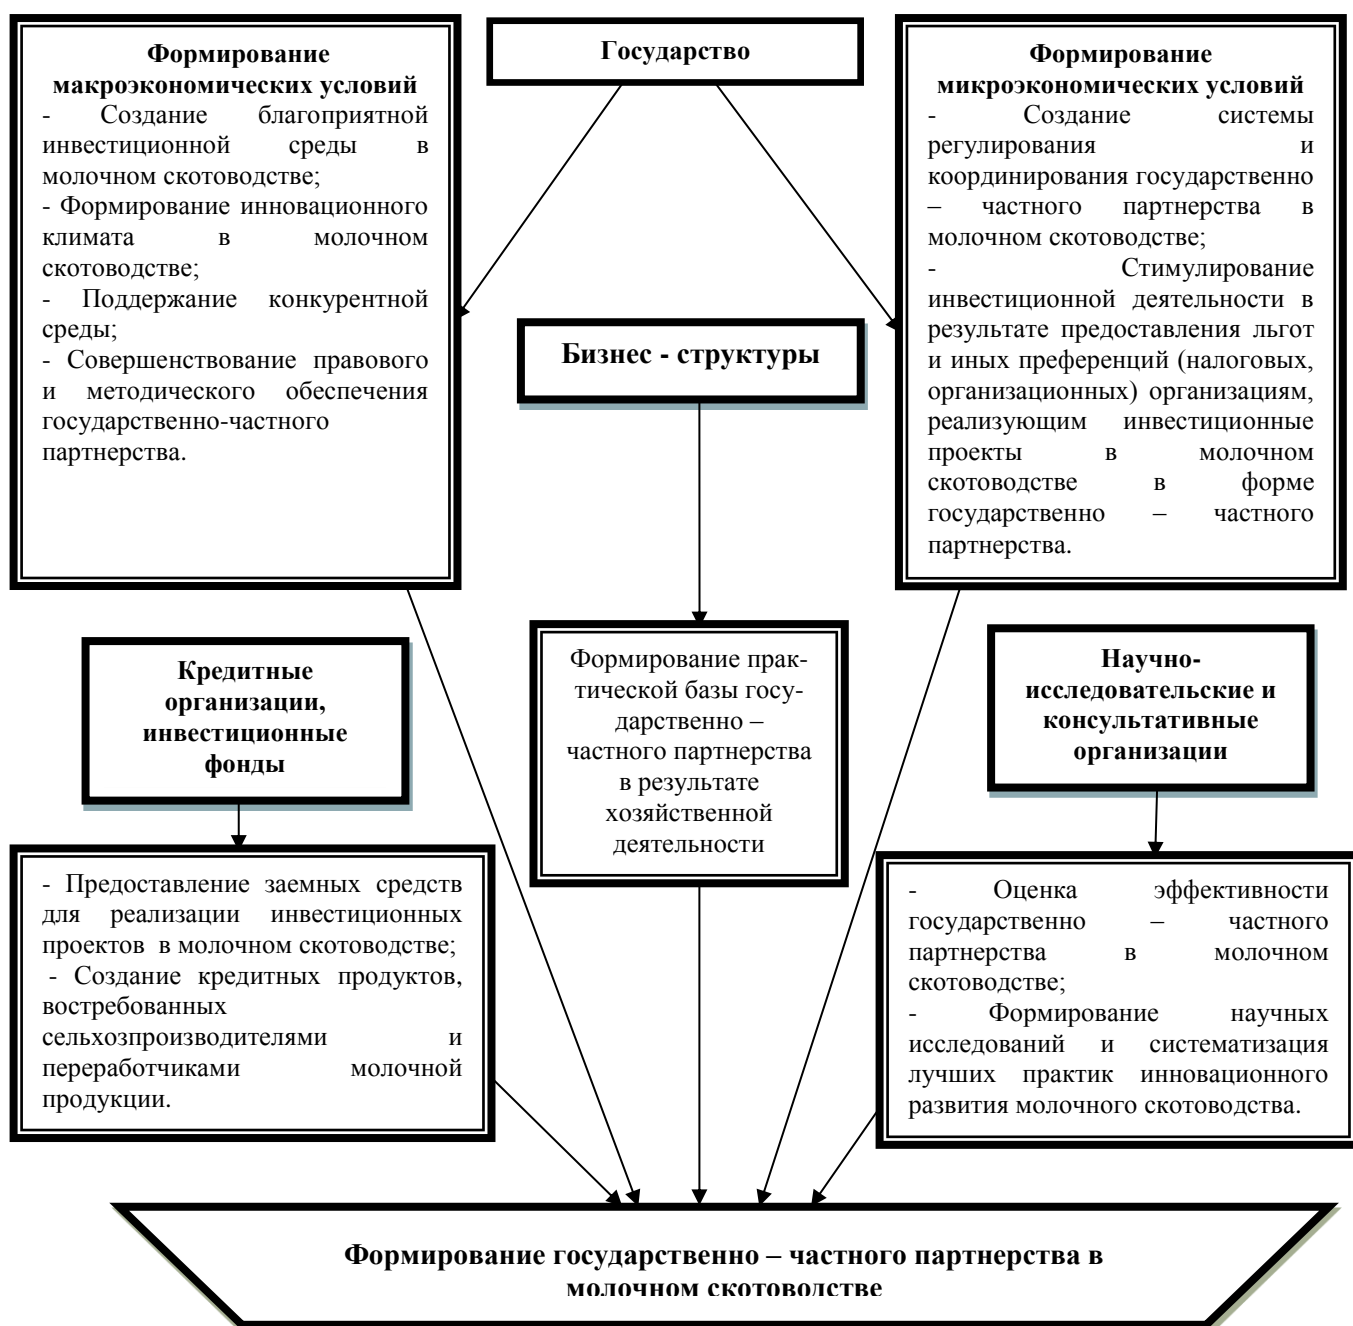 Формирование
макроэкономических условий
- Создание благоприятной
инвестиционной среды в
молочном скотоводстве;
- Формирование инновационного
климата в молочном
скотоводстве;
- Поддержание конкурентной
среды;
- Совершенствование правового
и методического обеспечения
государственно-частного
партнерства.
Государство
Формирование
микроэкономических условий
- Создание системы
регулирования и
координирования государственно
– частного партнерства в
молочном скотоводстве;
- Стимулирование
инвестиционной деятельности в
результате предоставления льгот
и иных преференций (налоговых,
организационных) организациям,
реализующим инвестиционные
проекты в молочном
скотоводстве в форме
государственно – частного
партнерства.
Бизнес - структуры
Кредитные
организации,
инвестиционные
фонды
Формирование прак-
тической базы госу-
дарственно –
частного партнерства
в результате
хозяйственной
деятельности
Научно-
исследовательские и
консультативные
организации
- Предоставление заемных средств
для реализации инвестиционных
проектов в молочном скотоводстве;
- Создание кредитных продуктов,
востребованных
сельхозпроизводителями и
переработчиками молочной
продукции.
- Оценка эффективности
государственно – частного
партнерства в молочном
скотоводстве;
- Формирование научных
исследований и систематизация
лучших практик инновационного
развития молочного скотоводства.
Формирование государственно – частного партнерства в
молочном скотоводстве